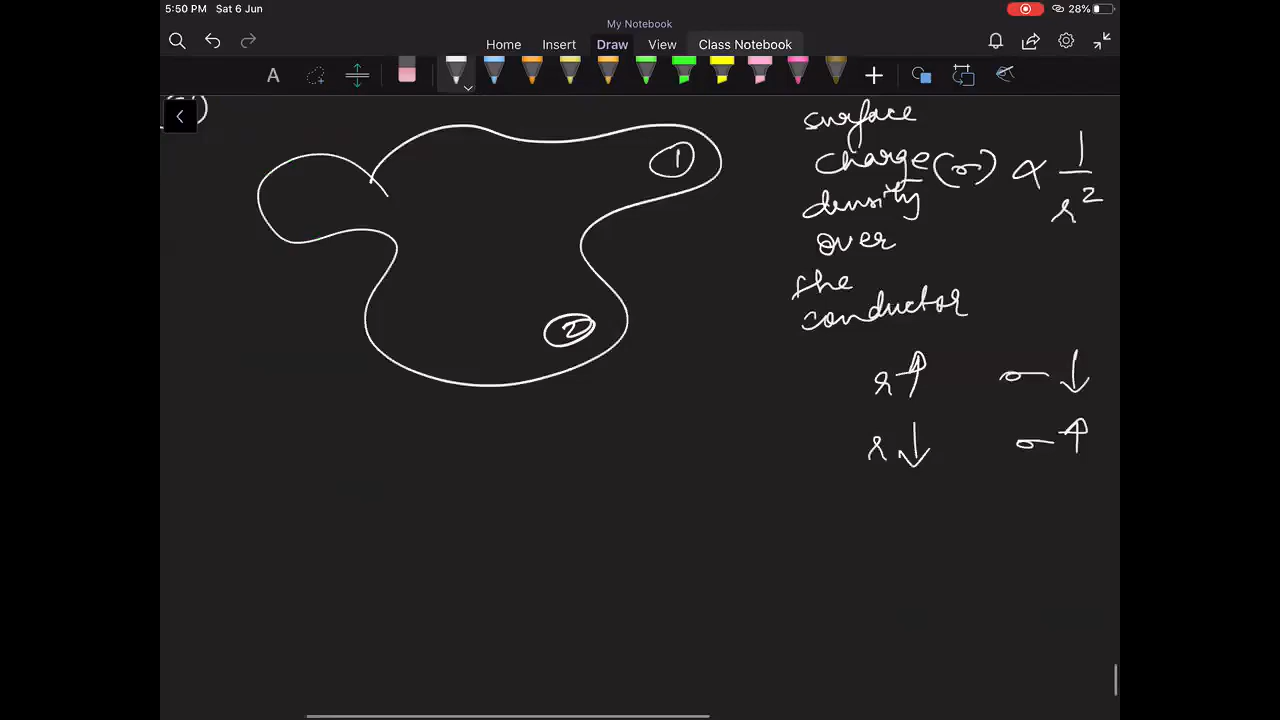 5:50 PM Sat 6 Jun
28%
My Notebook
Home Insert Draw View Class Notebook
A
surface
charge (σ) ∝ 1/r²
density
over
the
conductor
①
②
r↑ σ↓
r↓ σ↑